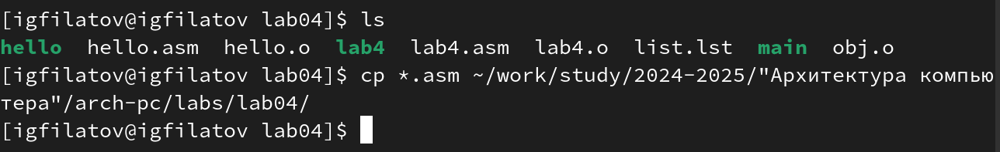 [igfilatov@igfilatov lab04]$ ls
hello  hello.asm  hello.o  lab4  lab4.asm  lab4.o  list.lst  main  obj.o
[igfilatov@igfilatov lab04]$ cp *.asm ~/work/study/2024-2025/"Архитектура компью
тера"/arch-pc/labs/lab04/
[igfilatov@igfilatov lab04]$